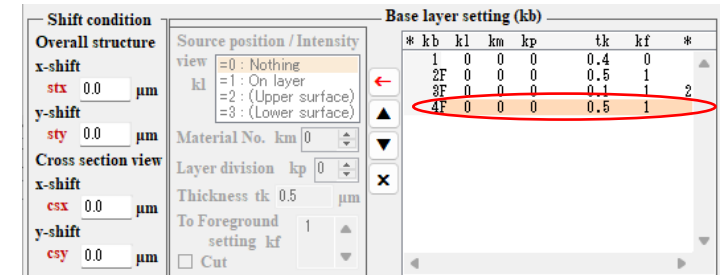 Shift condition
Overall structure
x-shift
stx 0.0 μm
y-shift
sty 0.0 μm
Cross section view
x-shift
csx 0.0 μm
y-shift
csy 0.0 μm
Source position / Intensity
view
kl
=0 : Nothing
=1 : On layer
=2 : (Upper surface)
=3 : (Lower surface)
Material No. km 0
Layer division kp 0
Thickness tk 0.5 μm
To Foreground
setting kf 1
Cut
Base layer setting (kb)
* kb kl km kp tk kf *
1 0 0 0 0.4 0
2F 0 0 0 0.5 1
3F 0 0 0 0.1 1 2
4F 0 0 0 0.5 1